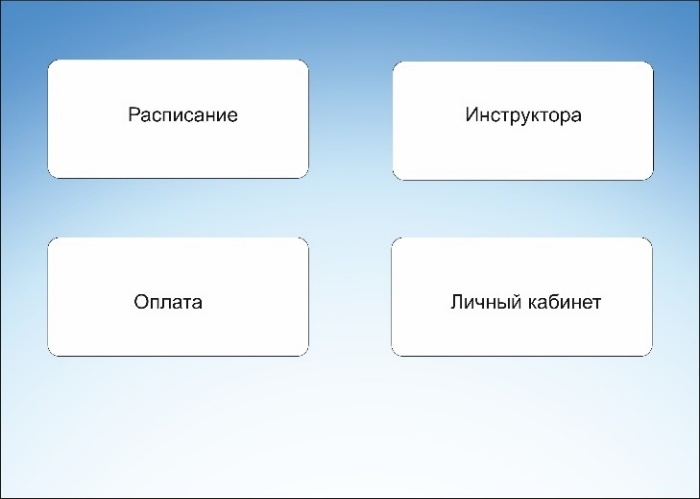 Расписание
Инструктора
Оплата
Личный кабинет